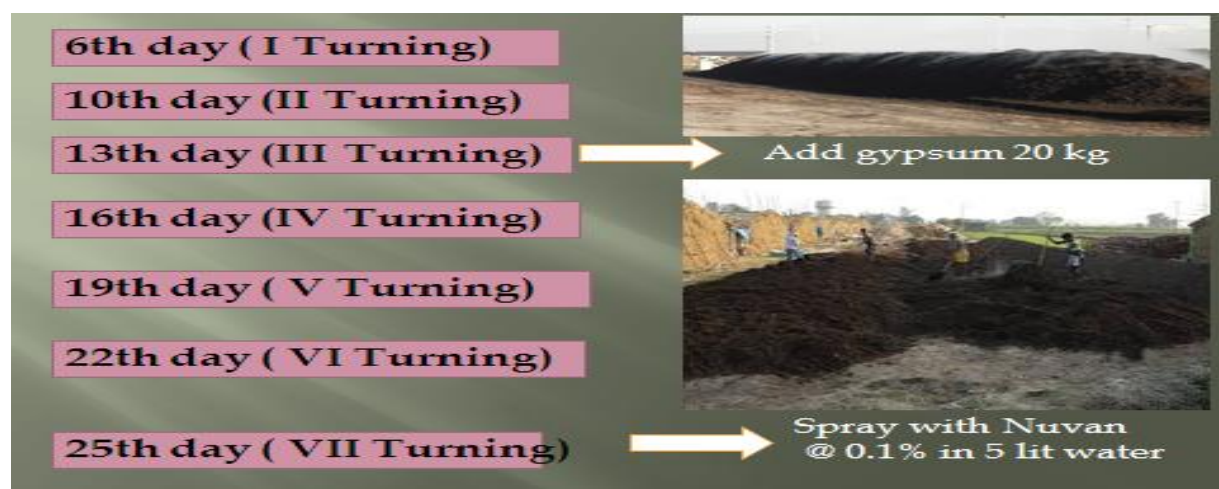 6th day ( I Turning)
10th day (II Turning)
13th day (III Turning)
Add gypsum 20 kg
16th day (IV Turning)
19th day ( V Turning)
22th day ( VI Turning)
25th day ( VII Turning)
Spray with Nuvan
@ 0.1% in 5 lit water